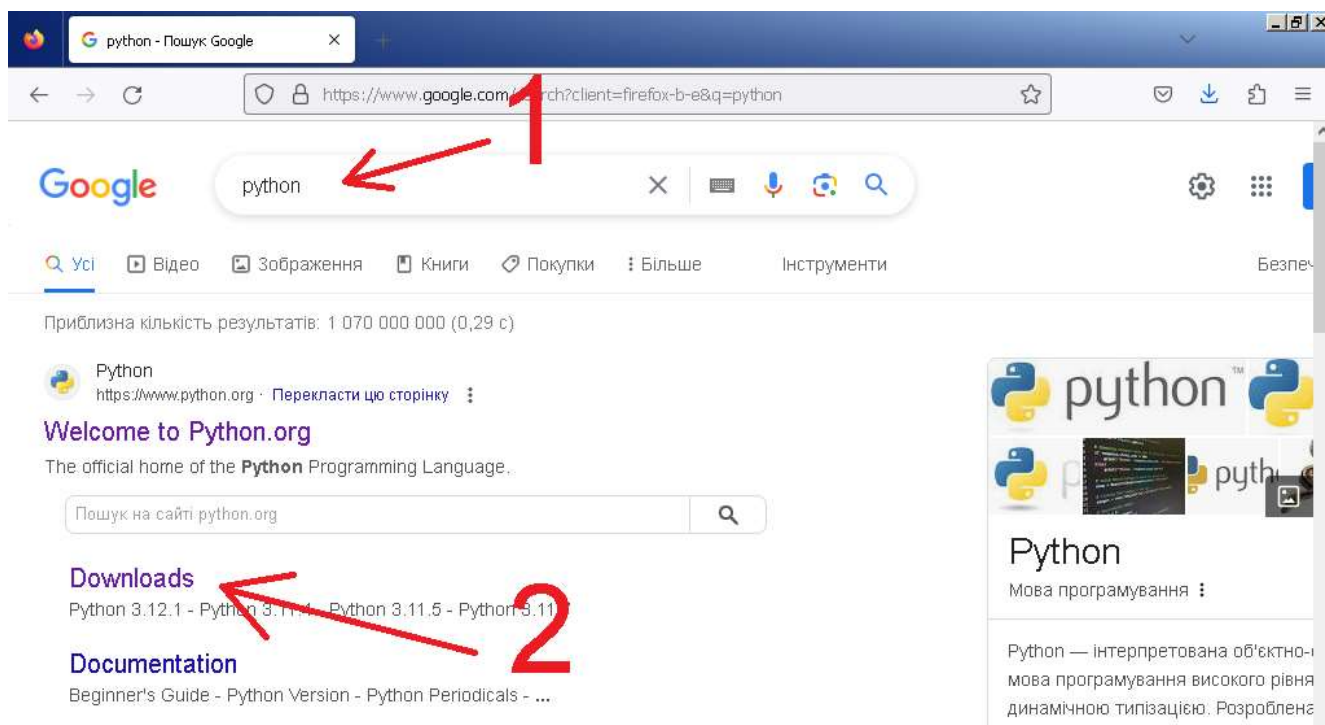 python - Пошук Google
https://www.google.com/search?client=firefox-b-e&q=python
1
Google
python
Усі Відео Зображення Книги Покупки Більше Інструменти
Приблизна кількість результатів: 1 070 000 000 (0,29 с)
Python
https://www.python.org · Перекласти цю сторінку
Welcome to Python.org
The official home of the Python Programming Language.
Пошук на сайті python.org
Downloads
Python 3.12.1 - Python - Python 3.11.5 - Python
2
Documentation
Beginner's Guide - Python Version - Python Periodicals - ...
python™
Python
Мова програмування
Python — інтерпретована
мова програмування високого рівня
динамічною типізацією. Розроблена